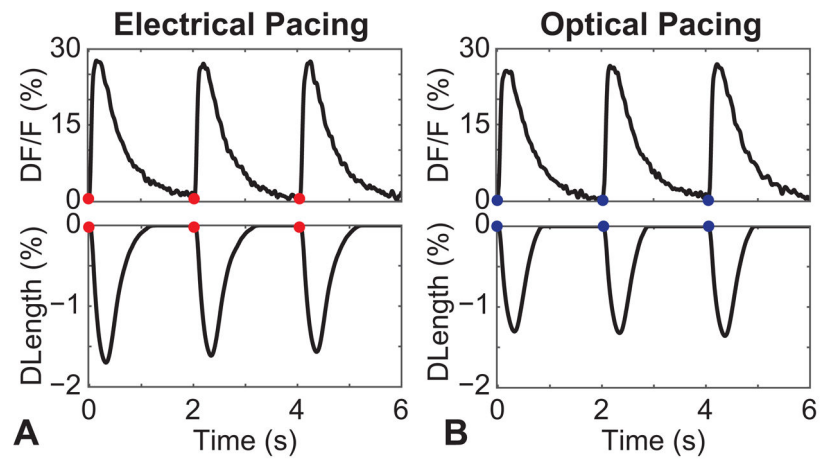 Electrical Pacing
Optical Pacing
30
15
0
DF/F (%)
0
−1
−2
DLength (%)
0 2 4 6
Time (s)
A
30
15
0
DF/F (%)
0
−1
−2
DLength (%)
0 2 4 6
Time (s)
B